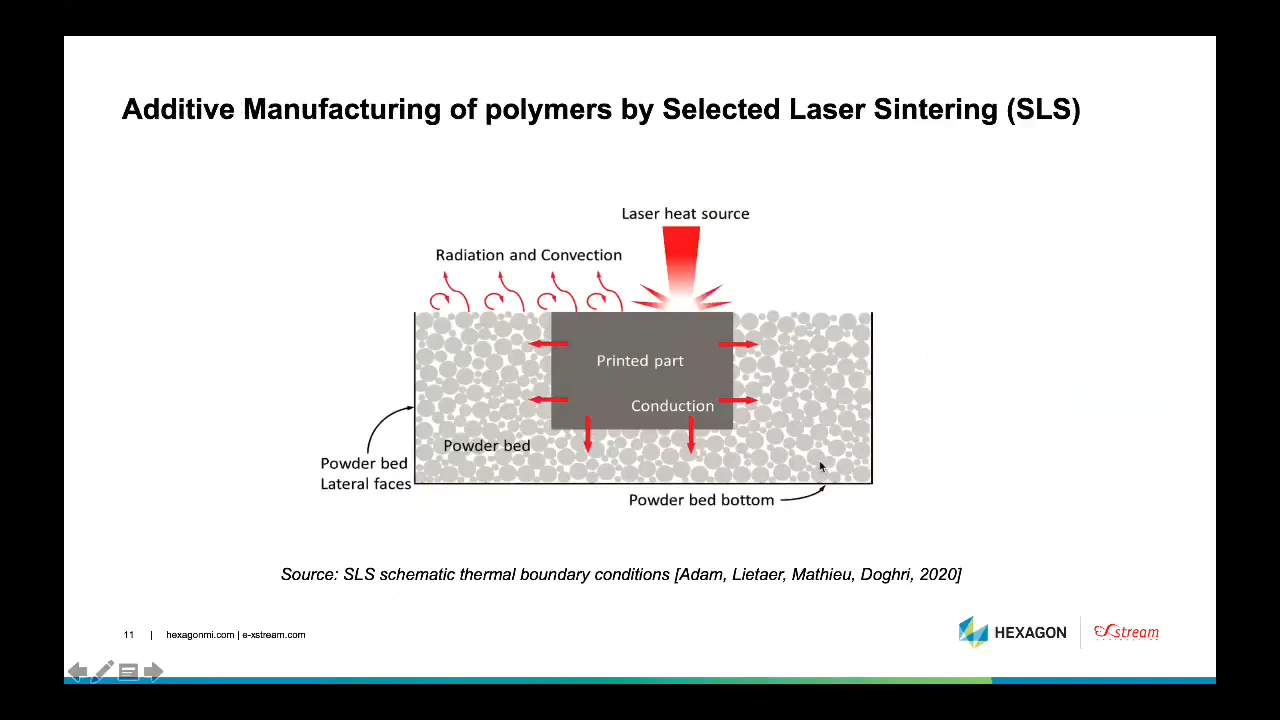 Additive Manufacturing of polymers by Selected Laser Sintering (SLS)
Laser heat source
Radiation and Convection
Printed part
Conduction
Powder bed
Powder bed
Lateral faces
Powder bed bottom
Source: SLS schematic thermal boundary conditions [Adam, Lietaer, Mathieu, Doghri, 2020]
11 | hexagonmi.com | e-xstream.com
HEXAGON
stream